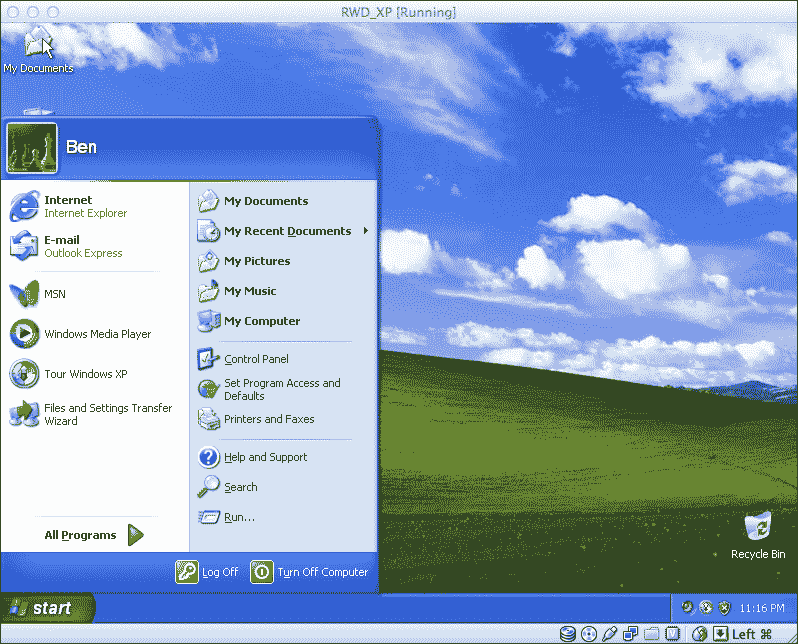 RWD_XP [Running]
My Documents
Ben
Internet
Internet Explorer
E-mail
Outlook Express
MSN
Windows Media Player
Tour Windows XP
Files and Settings Transfer
Wizard
All Programs
My Documents
My Recent Documents
My Pictures
My Music
My Computer
Control Panel
Set Program Access and
Defaults
Printers and Faxes
Help and Support
Search
Run...
Log Off
Turn Off Computer
Recycle Bin
start
11:16 PM
Left ⌘